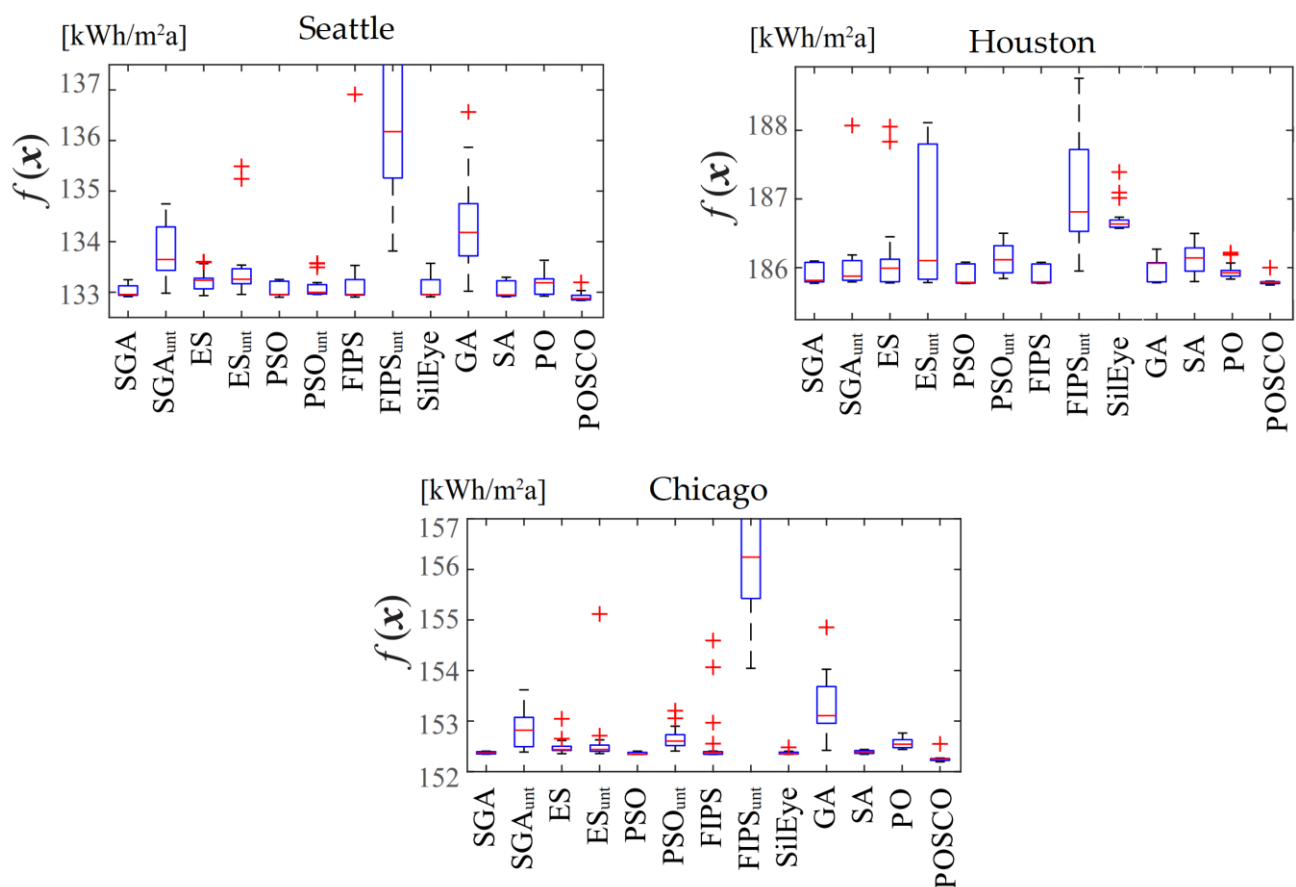 [kWh/m²a] Seattle
f(x)
137
136
135
134
133
SGA
SGAunt
ES
ESunt
PSO
PSOunt
FIPS
FIPSunt
SilEye
GA
SA
PO
POSCO
[kWh/m²a] Houston
f(x)
188
187
186
SGA
SGAunt
ES
ESunt
PSO
PSOunt
FIPS
FIPSunt
SilEye
GA
SA
PO
POSCO
[kWh/m²a] Chicago
f(x)
157
156
155
154
153
152
SGA
SGAunt
ES
ESunt
PSO
PSOunt
FIPS
FIPSunt
SilEye
GA
SA
PO
POSCO